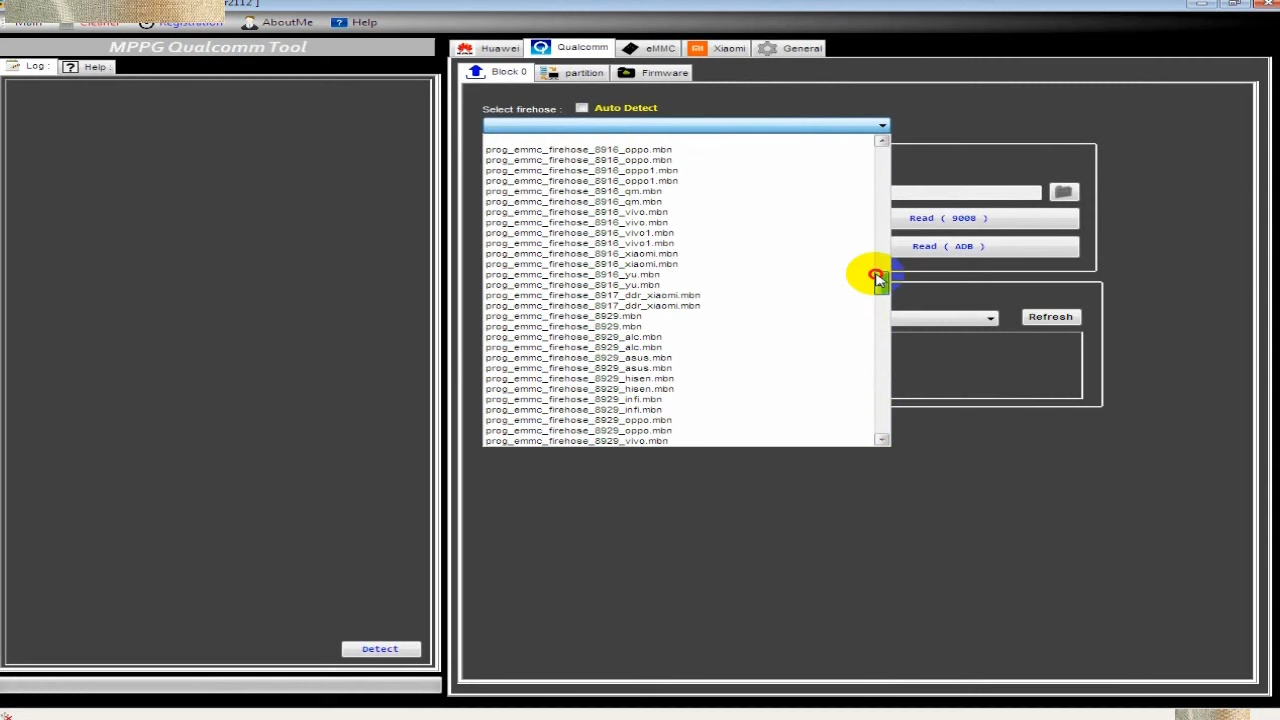 r2112 ]
Main Cleaner Registration AboutMe ? Help
MPPG Qualcomm Tool
Log : ? Help :
Huawei Qualcomm eMMC Xiaomi General
Block 0 partition Firmware
Select firehose : Auto Detect
prog_emmc_firehose_8916_oppo.mbn
prog_emmc_firehose_8916_oppo.mbn
prog_emmc_firehose_8916_oppo1.mbn
prog_emmc_firehose_8916_oppo1.mbn
prog_emmc_firehose_8916_qm.mbn
prog_emmc_firehose_8916_qm.mbn
prog_emmc_firehose_8916_vivo.mbn
prog_emmc_firehose_8916_vivo.mbn
prog_emmc_firehose_8916_vivo1.mbn
prog_emmc_firehose_8916_vivo1.mbn
prog_emmc_firehose_8916_xiaomi.mbn
prog_emmc_firehose_8916_xiaomi.mbn
prog_emmc_firehose_8916_yu.mbn
prog_emmc_firehose_8916_yu.mbn
prog_emmc_firehose_8917_ddr_xiaomi.mbn
prog_emmc_firehose_8917_ddr_xiaomi.mbn
prog_emmc_firehose_8929.mbn
prog_emmc_firehose_8929.mbn
prog_emmc_firehose_8929_alc.mbn
prog_emmc_firehose_8929_alc.mbn
prog_emmc_firehose_8929_asus.mbn
prog_emmc_firehose_8929_asus.mbn
prog_emmc_firehose_8929_hisen.mbn
prog_emmc_firehose_8929_hisen.mbn
prog_emmc_firehose_8929_infi.mbn
prog_emmc_firehose_8929_infi.mbn
prog_emmc_firehose_8929_oppo.mbn
prog_emmc_firehose_8929_oppo.mbn
prog_emmc_firehose_8929_vivo.mbn
Read ( 9008 )
Read ( ADB )
Refresh
Detect